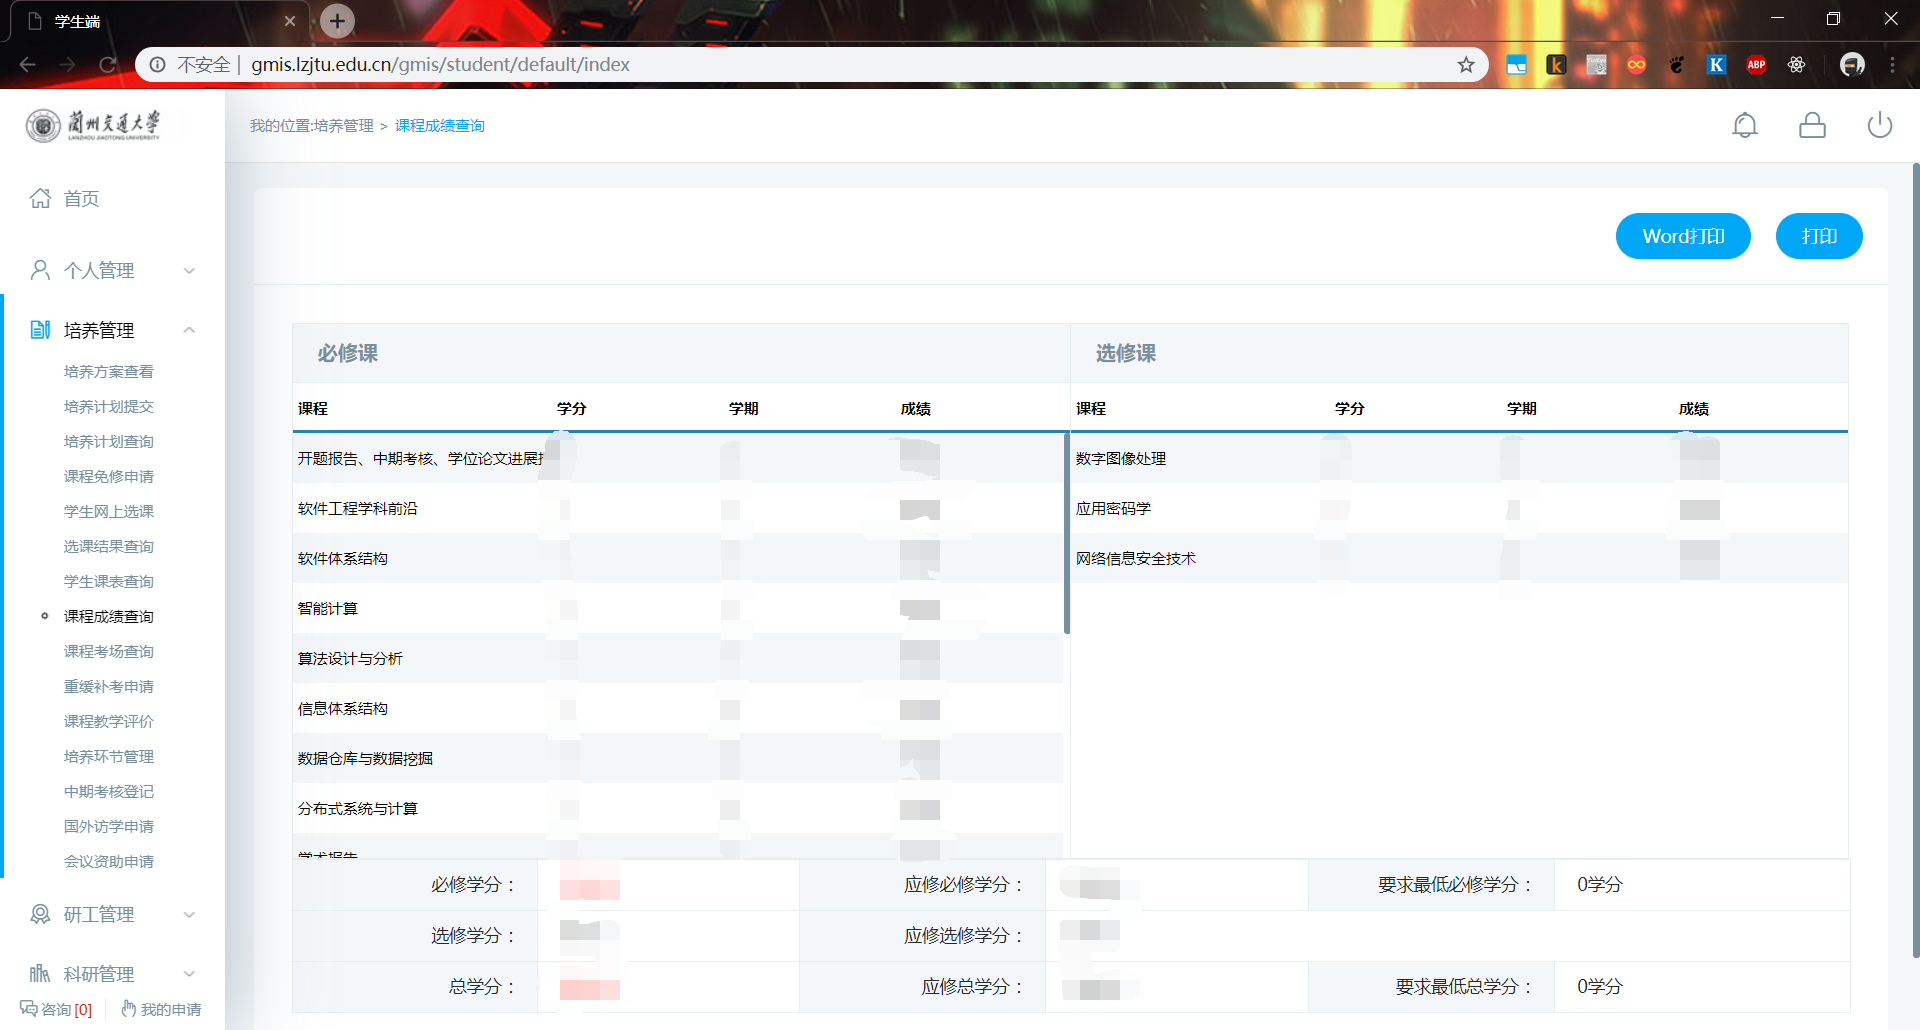 学生端
不安全 | gmis.lzjtu.edu.cn/gmis/student/default/index
K
ABP
蘭州交通大学
LANZHOU JIAOTONG UNIVERSITY
我的位置:培养管理 > 课程成绩查询
首页
个人管理
培养管理
培养方案查看
培养计划提交
培养计划查询
课程免修申请
学生网上选课
选课结果查询
学生课表查询
课程成绩查询
课程考场查询
重缓补考申请
课程教学评价
培养环节管理
中期考核登记
国外访学申请
会议资助申请
研工管理
科研管理
咨询 [0] 我的申请
Word打印 打印
必修课 选修课
课程 学分 学期 成绩 课程 学分 学期 成绩
开题报告、中期考核、学位论文进展 数字图像处理
软件工程学科前沿 应用密码学
软件体系结构 网络信息安全技术
智能计算
算法设计与分析
信息体系结构
数据仓库与数据挖掘
分布式系统与计算
学术报告
必修学分： 应修必修学分： 要求最低必修学分： 0学分
选修学分： 应修选修学分：
总学分： 应修总学分： 要求最低总学分： 0学分